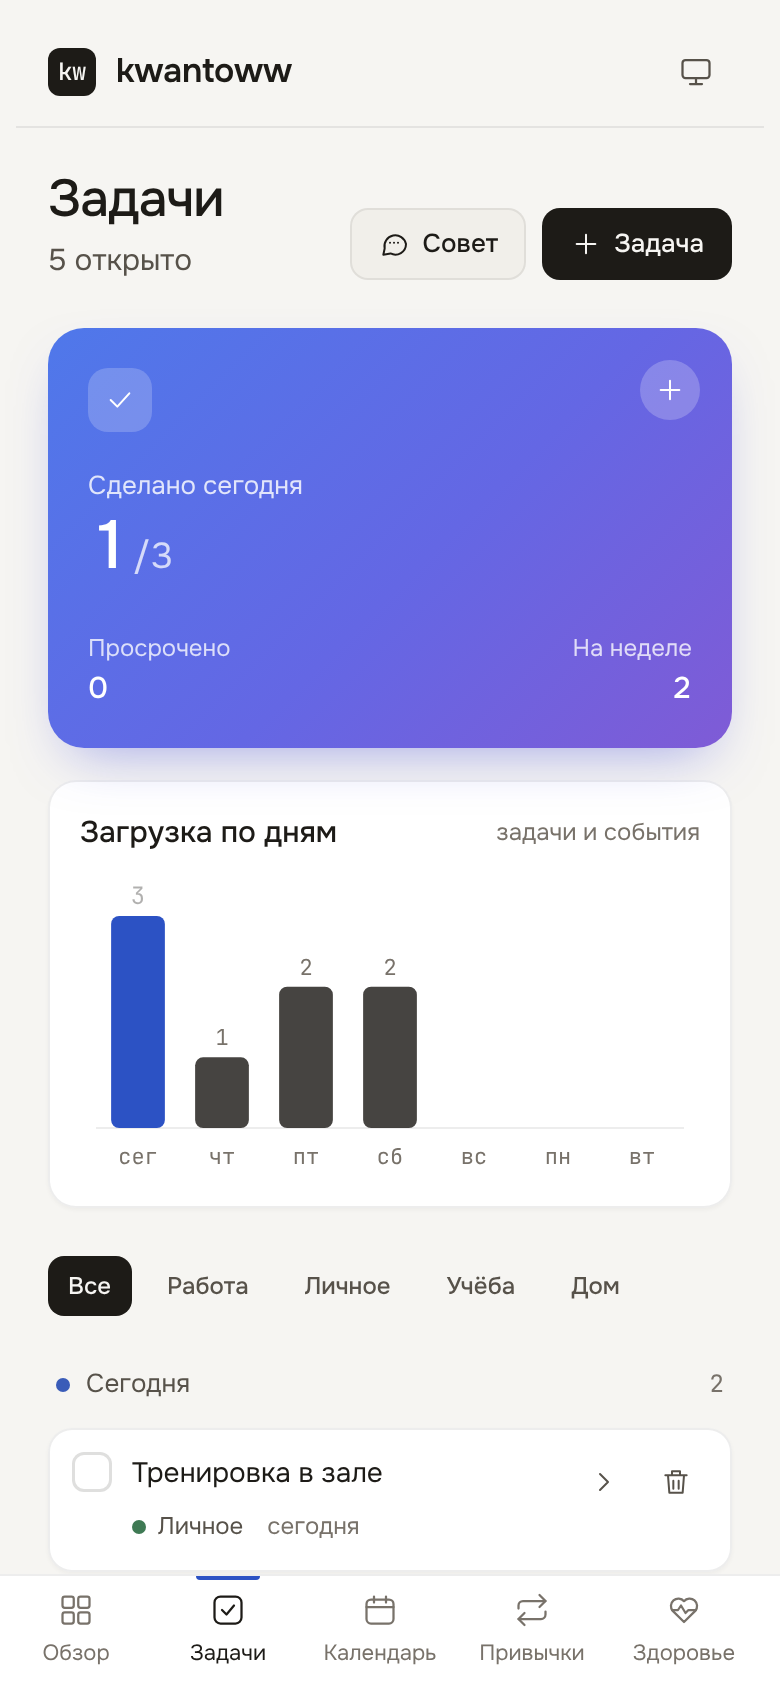 kw kwantoww
Задачи
5 открыто
Совет
Задача
Сделано сегодня
1 /3
Просрочено На неделе
0 2
Загрузка по дням задачи и события
3
1
2
2
сег чт пт сб вс пн вт
Все Работа Личное Учёба Дом
Сегодня 2
Тренировка в зале
Личное сегодня
Обзор Задачи Календарь Привычки Здоровье